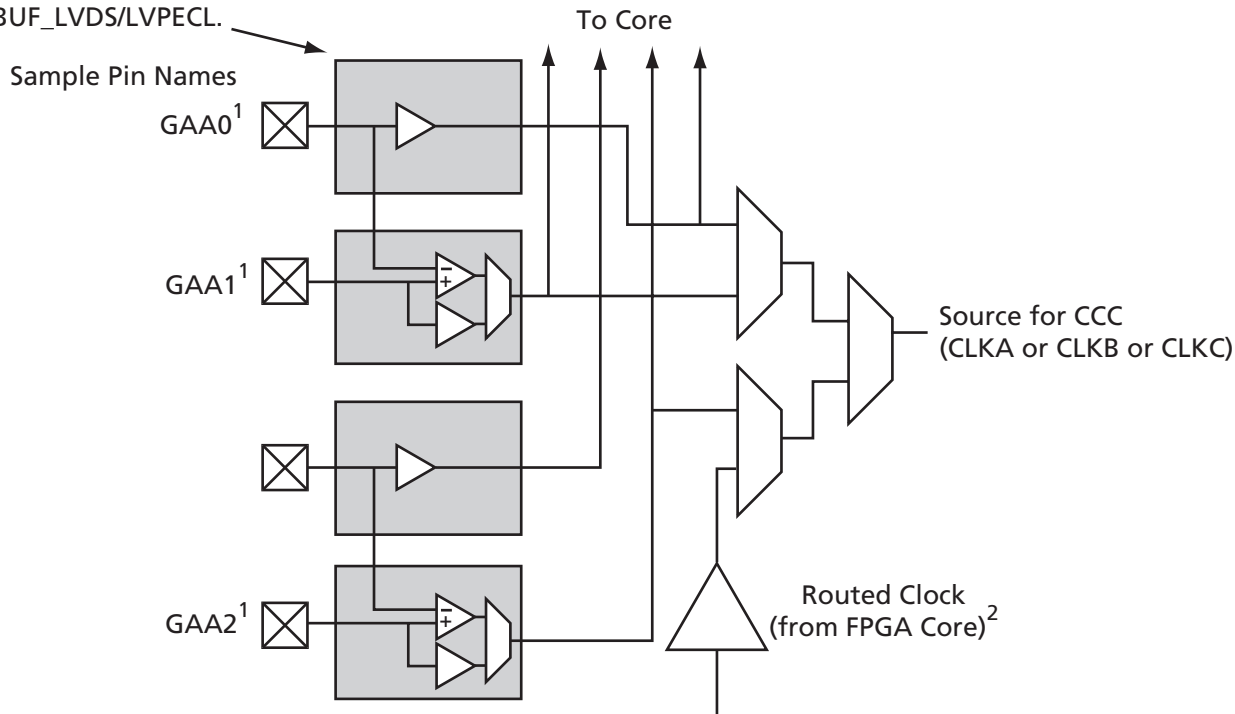 BUF_LVDS/LVPECL.
To Core
Sample Pin Names
GAA0¹
GAA1¹
Source for CCC
(CLKA or CLKB or CLKC)
GAA2¹
Routed Clock
(from FPGA Core)²
− +
− +